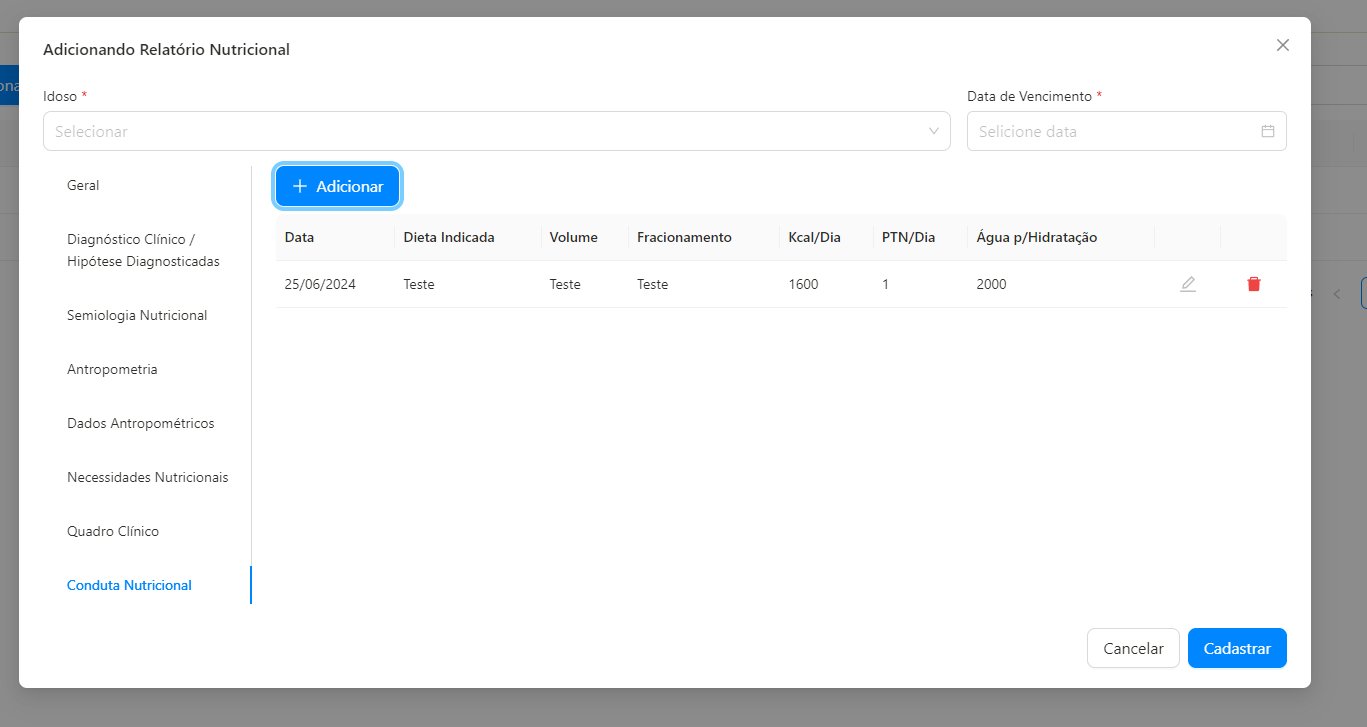 Adicionando Relatório Nutricional
Idoso *
Data de Vencimento *
Selecionar
Selicione data
Geral
Diagnóstico Clínico /
Hipótese Diagnosticadas
Semiologia Nutricional
Antropometria
Dados Antropométricos
Necessidades Nutricionais
Quadro Clínico
Conduta Nutricional
+ Adicionar
Data Dieta Indicada Volume Fracionamento Kcal/Dia PTN/Dia Água p/Hidratação
25/06/2024 Teste Teste Teste 1600 1 2000
Cancelar
Cadastrar